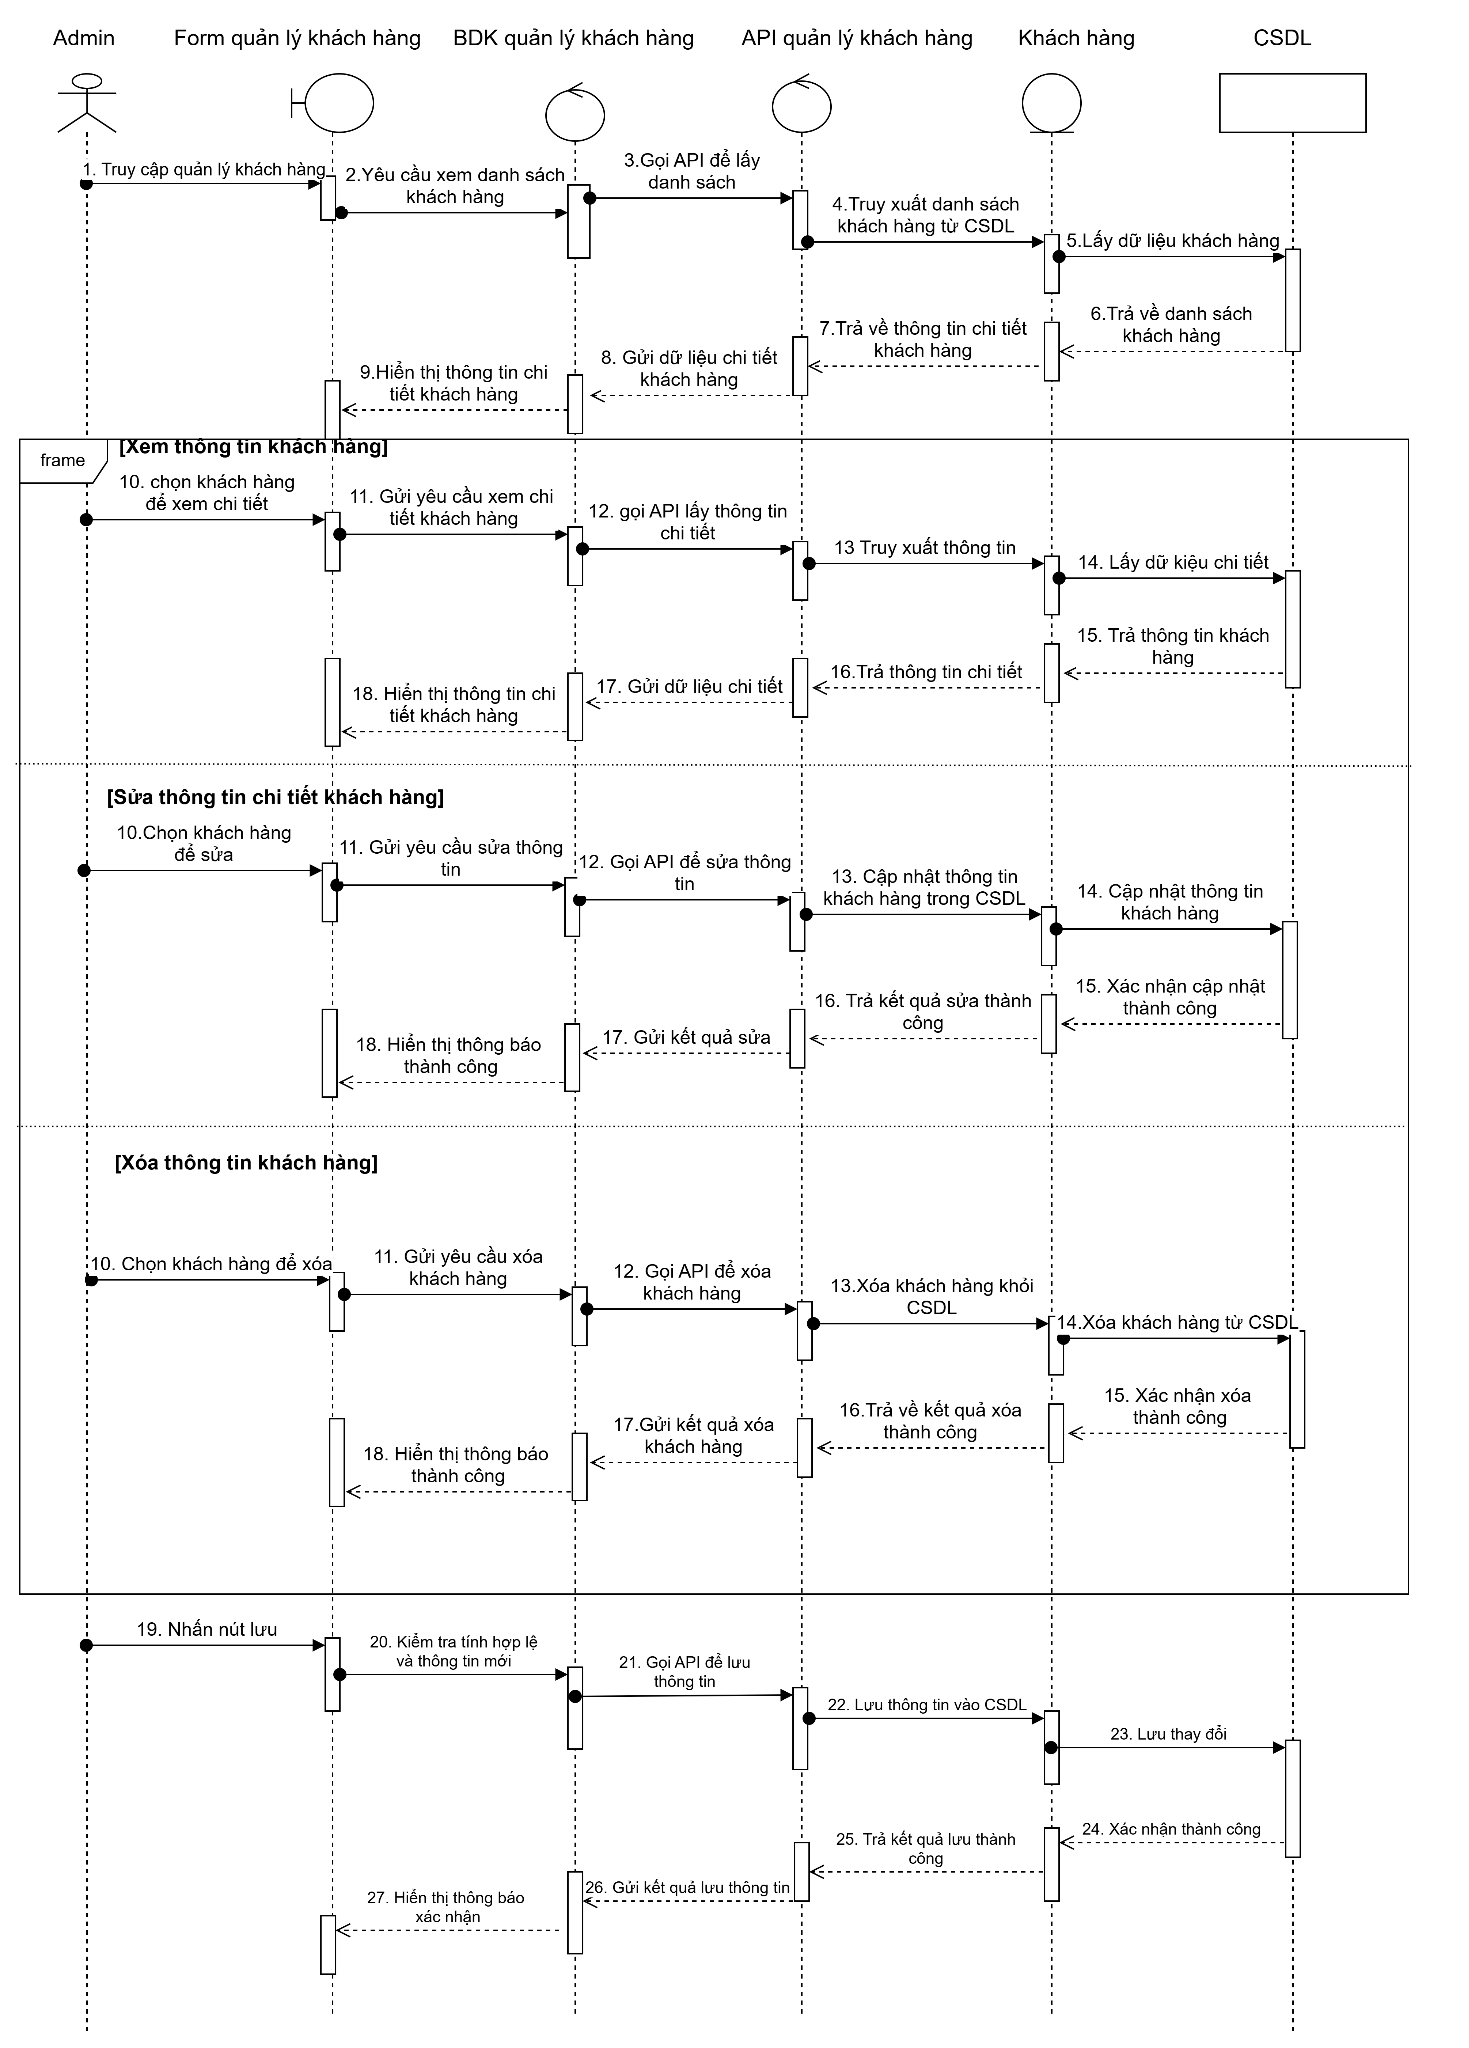 Admin
Form quản lý khách hàng
BDK quản lý khách hàng
API quản lý khách hàng
Khách hàng
CSDL
1. Truy cập quản lý khách hàng
2.Yêu cầu xem danh sách
khách hàng
3.Gọi API để lấy
danh sách
4.Truy xuất danh sách
khách hàng từ CSDL
5.Lấy dữ liệu khách hàng
6.Trả về danh sách
khách hàng
7.Trả về thông tin chi tiết
khách hàng
8. Gửi dữ liệu chi tiết
khách hàng
9.Hiển thị thông tin chi
tiết khách hàng
frame
[Xem thông tin khách hàng]
10. chọn khách hàng
để xem chi tiết
11. Gửi yêu cầu xem chi
tiết khách hàng
12. gọi API lấy thông tin
chi tiết
13 Truy xuất thông tin
14. Lấy dữ kiệu chi tiết
15. Trả thông tin khách
hàng
16.Trả thông tin chi tiết
17. Gửi dữ liệu chi tiết
18. Hiển thị thông tin chi
tiết khách hàng
[Sửa thông tin chi tiết khách hàng]
10.Chọn khách hàng
để sửa
11. Gửi yêu cầu sửa thông
tin
12. Gọi API để sửa thông
tin
13. Cập nhật thông tin
khách hàng trong CSDL
14. Cập nhật thông tin
khách hàng
15. Xác nhận cập nhật
thành công
16. Trả kết quả sửa thành
công
17. Gửi kết quả sửa
18. Hiển thị thông báo
thành công
[Xóa thông tin khách hàng]
10. Chọn khách hàng để xóa
11. Gửi yêu cầu xóa
khách hàng
12. Gọi API để xóa
khách hàng
13.Xóa khách hàng khỏi
CSDL
14.Xóa khách hàng từ CSDL
15. Xác nhận xóa
thành công
16.Trả về kết quả xóa
thành công
17.Gửi kết quả xóa
khách hàng
18. Hiển thị thông báo
thành công
19. Nhấn nút lưu
20. Kiểm tra tính hợp lệ
và thông tin mới
21. Gọi API để lưu
thông tin
22. Lưu thông tin vào CSDL
23. Lưu thay đổi
24. Xác nhận thành công
25. Trả kết quả lưu thành
công
26. Gửi kết quả lưu thông tin
27. Hiển thị thông báo
xác nhận